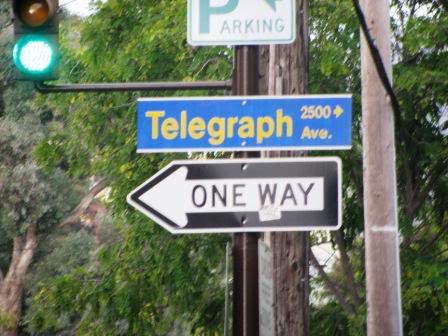 P
PARKING
Telegraph 2500→
Ave.
ONE WAY